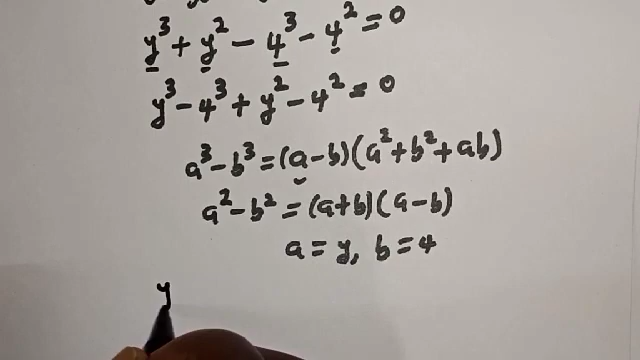 y³ + y² - 4³ - 4² = 0
y³ - 4³ + y² - 4² = 0
a³ - b³ = (a - b)(a² + b² + ab)
a² - b² = (a + b)(a - b)
a = y, b = 4
y